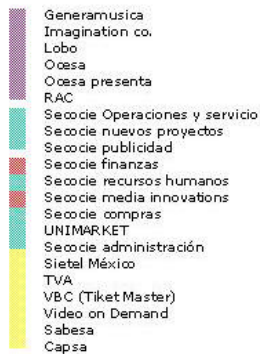 Generamusica
Imagination co.
Lobo
Ocesa
Ocesa presenta
RAC
Secocie Operaciones y servicio
Secocie nuevos proyectos
Secocie publicidad
Secocie finanzas
Secocie recursos humanos
Secocie media innovations
Secocie compras
UNIMARKET
Secocie administración
Sietel México
TVA
VBC (Tiket Master)
Video on Demand
Sabesa
Capsa